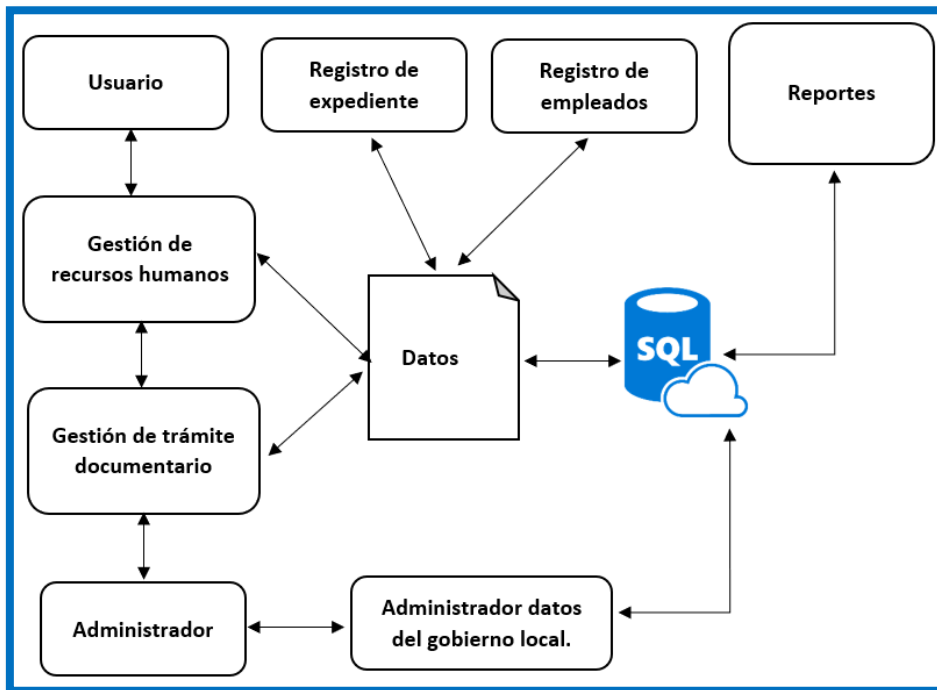 Usuario
Registro de
expediente
Registro de
empleados
Reportes
Gestión de
recursos humanos
Datos
SQL
Gestión de trámite
documentario
Administrador
Administrador datos
del gobierno local.